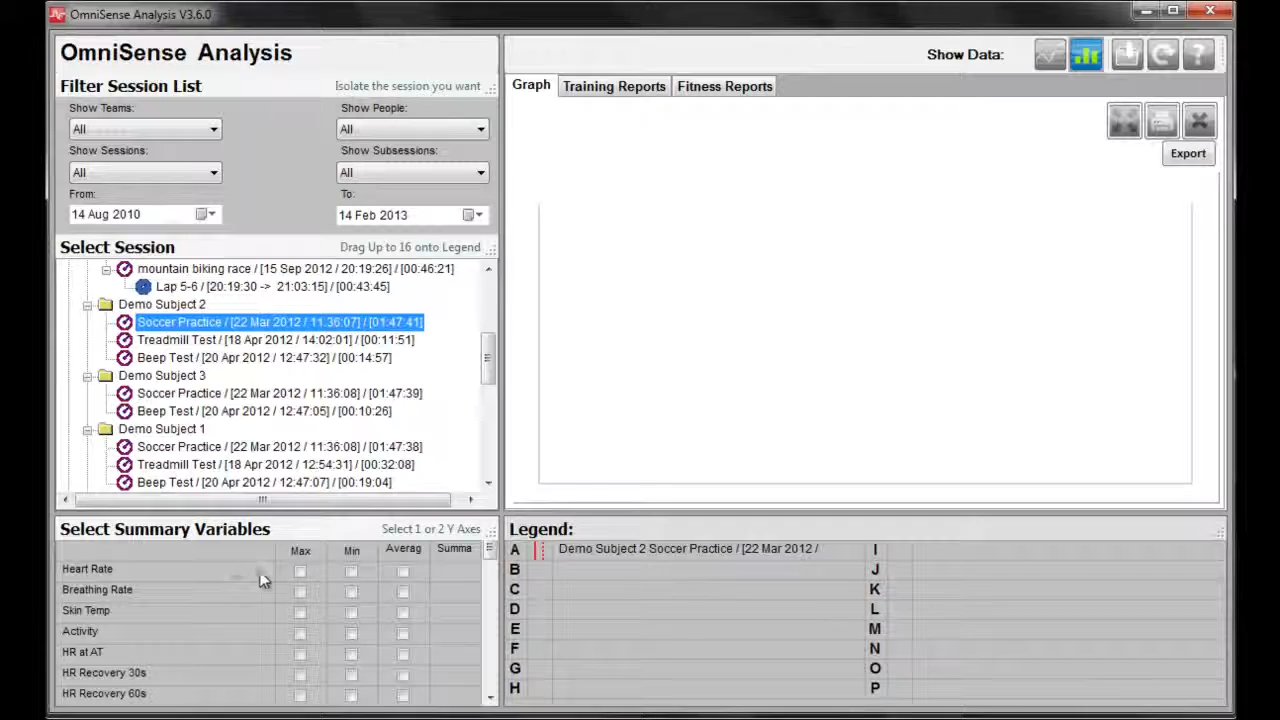 OmniSense Analysis V3.6.0
OmniSense Analysis
Show Data:
Filter Session List
Isolate the session you want
Graph
Training Reports
Fitness Reports
Show Teams:
Show People:
All
All
Show Sessions:
Show Subsessions:
Export
All
All
From:
To:
14 Aug 2010
14 Feb 2013
Select Session
Drag Up to 16 onto Legend
mountain biking race / [15 Sep 2012 / 20:19:26] / [00:46:21]
Lap 5-6 / [20:19:30 -> 21:03:15] / [00:43:45]
Demo Subject 2
Soccer Practice / [22 Mar 2012 / 11:36:07] / [01:47:41]
Treadmill Test / [18 Apr 2012 / 14:02:01] / [00:11:51]
Beep Test / [20 Apr 2012 / 12:47:32] / [00:14:57]
Demo Subject 3
Soccer Practice / [22 Mar 2012 / 11:36:08] / [01:47:39]
Beep Test / [20 Apr 2012 / 12:47:05] / [00:10:26]
Demo Subject 1
Soccer Practice / [22 Mar 2012 / 11:36:08] / [01:47:38]
Treadmill Test / [18 Apr 2012 / 12:54:31] / [00:32:08]
Beep Test / [20 Apr 2012 / 12:47:07] / [00:19:04]
Select Summary Variables
Select 1 or 2 Y Axes
Max
Min
Averag
Summa
Heart Rate
Breathing Rate
Skin Temp
Activity
HR at AT
HR Recovery 30s
HR Recovery 60s
Legend:
A Demo Subject 2 Soccer Practice / [22 Mar 2012 / I
B J
C K
D L
E M
F N
G O
H P